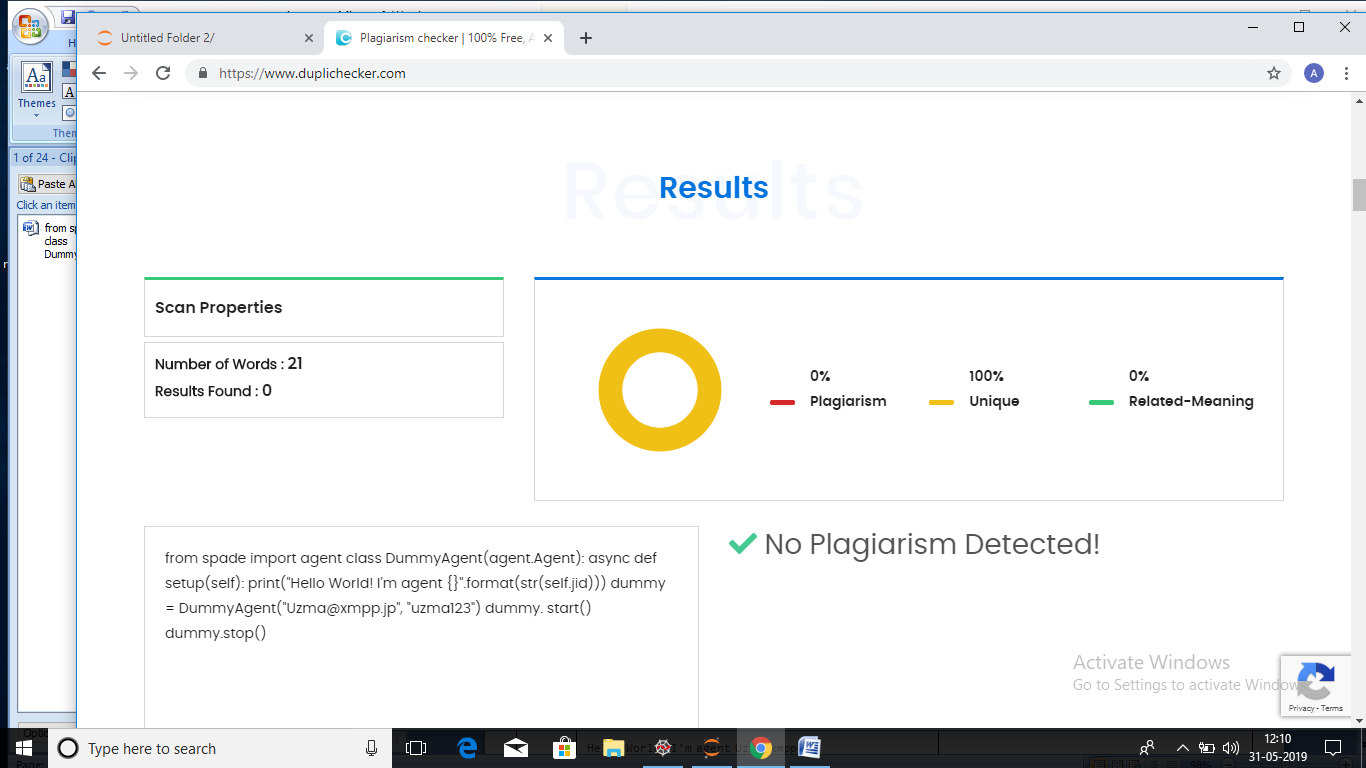 Untitled Folder 2/
Plagiarism checker | 100% Free, A
https://www.duplichecker.com
A
Aa
Themes
Them
1 of 24 - Clip
Paste A
Click an item
from sp
class
Dummy
Results
Results
Scan Properties
Number of Words : 21
Results Found : 0
0%
Plagiarism
100%
Unique
0%
Related-Meaning
from spade import agent class DummyAgent(agent.Agent): async def
setup(self): print("Hello World! I'm agent {}".format(str(self.jid))) dummy
= DummyAgent("Uzma@xmpp.jp", "uzma123") dummy. start()
dummy.stop()
No Plagiarism Detected!
Activate Windows
Go to Settings to activate Windows
Privacy - Terms
Type here to search
12:10
31-05-2019